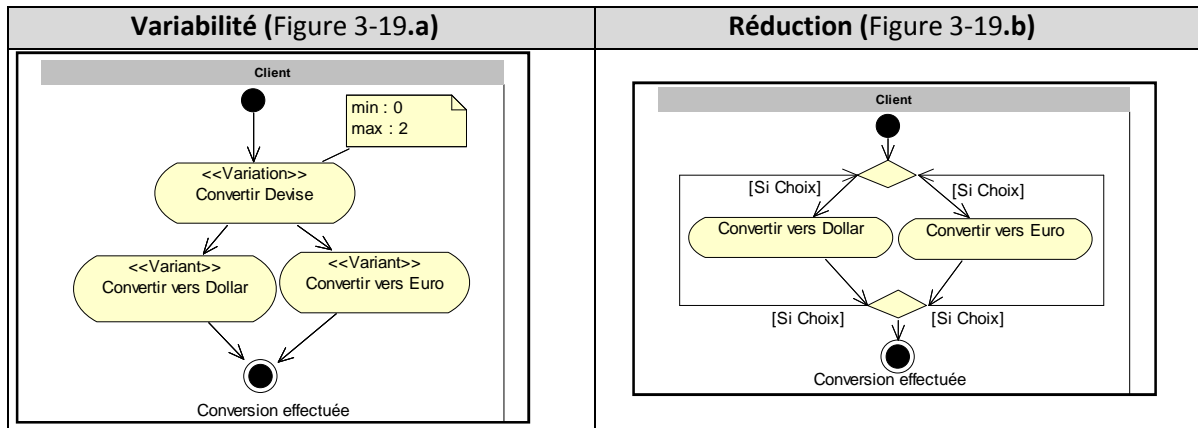 Variabilité (Figure 3-19.a)
Réduction (Figure 3-19.b)
Client
min : 0
max : 2
<<Variation>>
Convertir Devise
<<Variant>>
Convertir vers Dollar
<<Variant>>
Convertir vers Euro
Conversion effectuée
Client
[Si Choix]
[Si Choix]
Convertir vers Dollar
Convertir vers Euro
[Si Choix]
[Si Choix]
Conversion effectuée